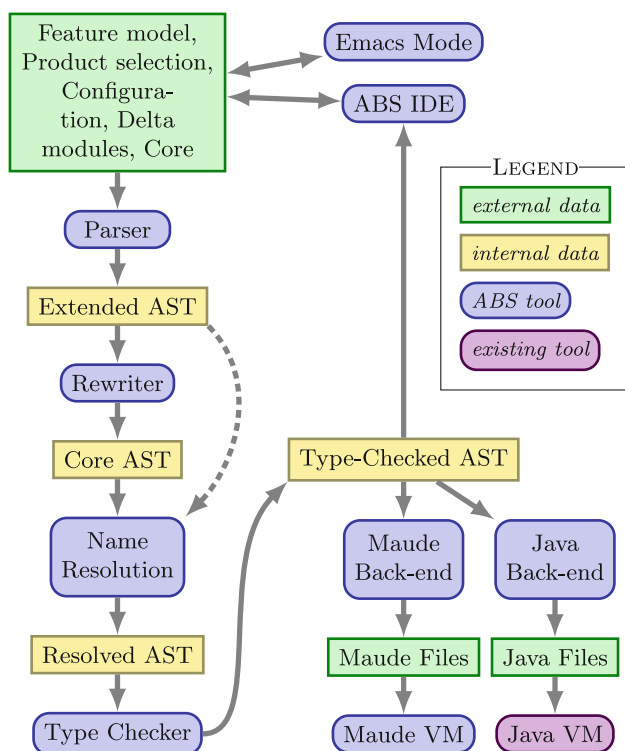 Feature model,
Product selection,
Configura-
tion, Delta
modules, Core
Emacs Mode
ABS IDE
LEGEND
external data
internal data
ABS tool
existing tool
Parser
Extended AST
Rewriter
Core AST
Type-Checked AST
Name
Resolution
Maude
Back-end
Java
Back-end
Resolved AST
Maude Files
Java Files
Type Checker
Maude VM
Java VM